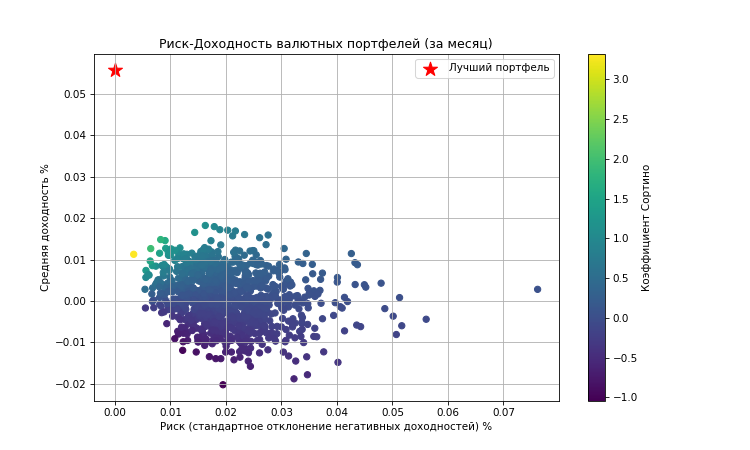 Риск-Доходность валютных портфелей (за месяц)
Лучший портфель
Средняя доходность %
0.05
0.04
0.03
0.02
0.01
0.00
−0.01
−0.02
0.00 0.01 0.02 0.03 0.04 0.05 0.06 0.07
Риск (стандартное отклонение негативных доходностей) %
3.0
2.5
2.0
1.5
1.0
0.5
0.0
−0.5
−1.0
Коэффициент Сортино